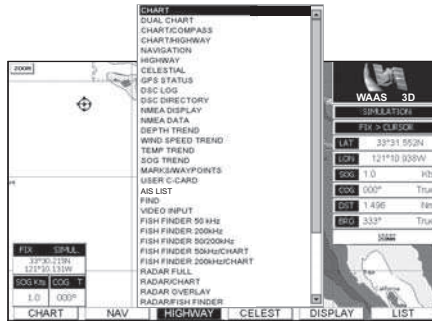 CHART
DUAL CHART
CHART/COMPASS
CHART/HIGHWAY
NAVIGATION
HIGHWAY
CELESTIAL
GPS STATUS
DSC LOG
DSC DIRECTORY
NMEA DISPLAY
NMEA DATA
DEPTH TREND
WIND SPEED TREND
TEMP TREND
SOG TREND
MARKS/WAYPOINTS
USER C-CARD
AIS LIST
FIND
VIDEO INPUT
FISH FINDER 50 kHz
FISH FINDER 200kHz
FISH FINDER 50/200kHz
FISH FINDER 50kHz/CHART
FISH FINDER 200kHz/CHART
RADAR FULL
RADAR/CHART
RADAR OVERLAY
RADAR/FISH FINDER
ZOOM
FIX SIMUL
33°30.219N
121°10.131W
SOG Kts COG T
1.0 000°
WAAS 3D
SIMULATION
FIX > CURSOR
LAT 33°31.552N
LON 121°10.938W
SOG 1.0 Kts
COG 000° True
DST 1.496 Nm
BRG 333° True
California
CHART NAV HIGHWAY CELEST DISPLAY LIST